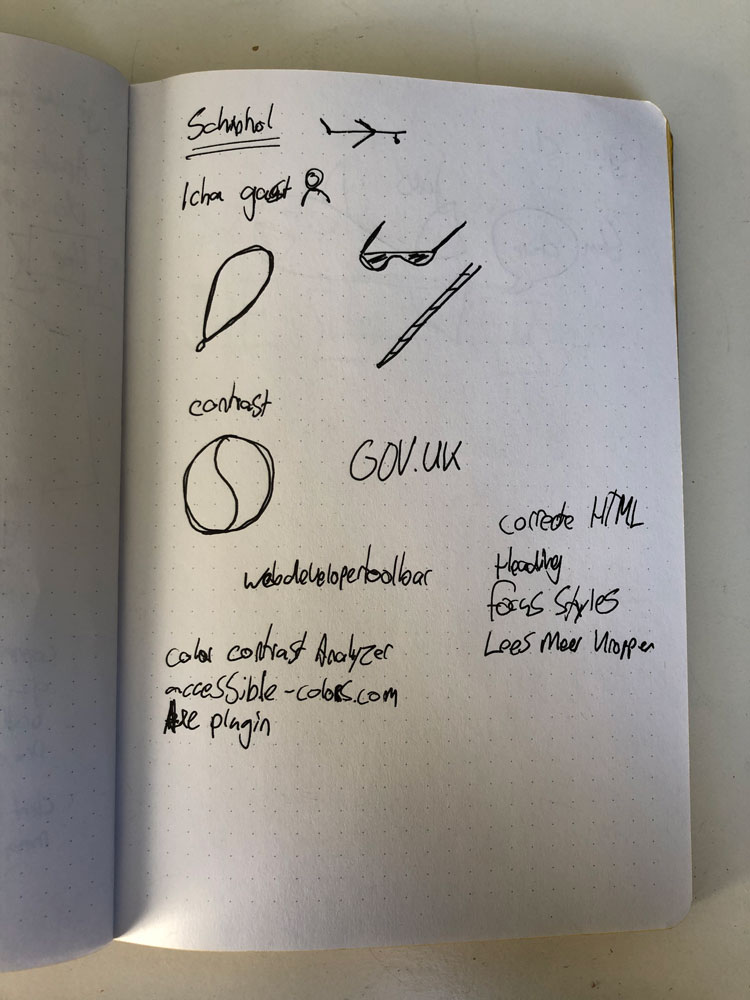 Schiphol
Icha gast
contrast
GOV.UK
correcte HTML
Heading
focus styles
Lees Meer knoppen
webdevelopertoolbar
color contrast Analyzer
accessible-colors.com
Axe plugin